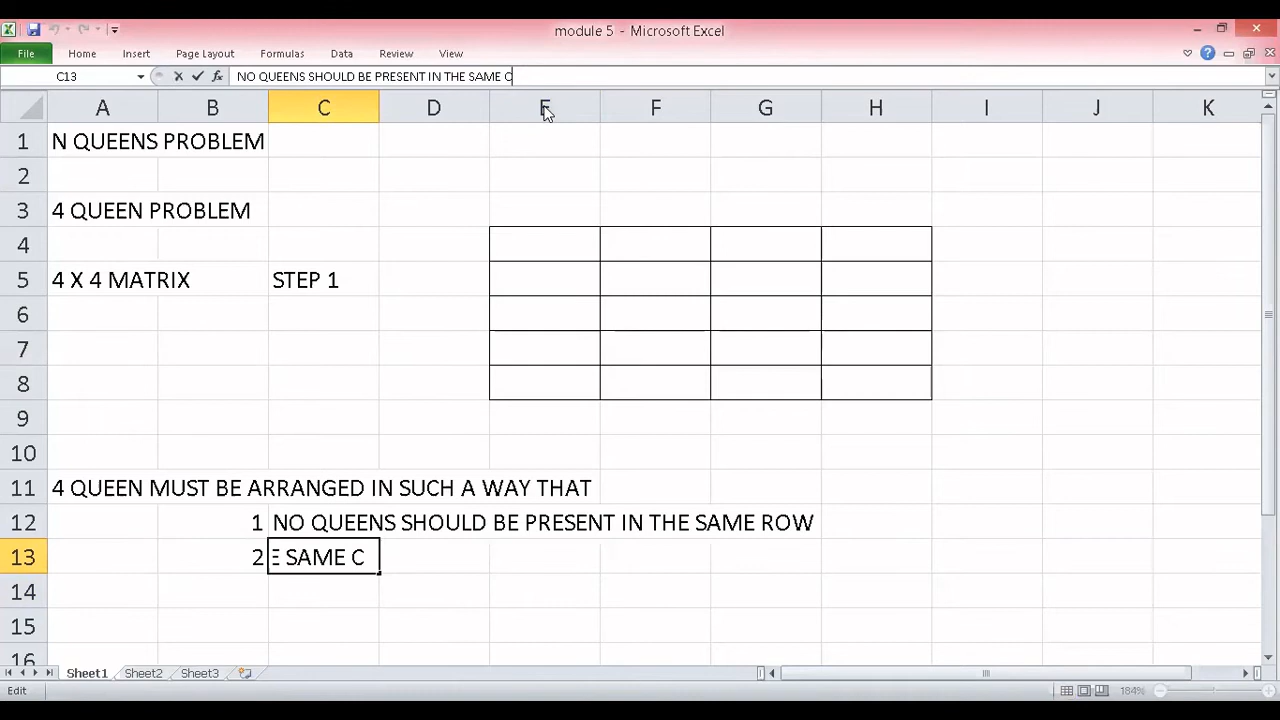 module 5 - Microsoft Excel
File Home Insert Page Layout Formulas Data Review View
C13 fx NO QUEENS SHOULD BE PRESENT IN THE SAME C
A B C D E F G H I J K
1 N QUEENS PROBLEM
2
3 4 QUEEN PROBLEM
4
5 4 X 4 MATRIX STEP 1
6
7
8
9
10
11 4 QUEEN MUST BE ARRANGED IN SUCH A WAY THAT
12 1 NO QUEENS SHOULD BE PRESENT IN THE SAME ROW
13 2 SAME C
14
15
16
Sheet1 Sheet2 Sheet3
Edit 184%